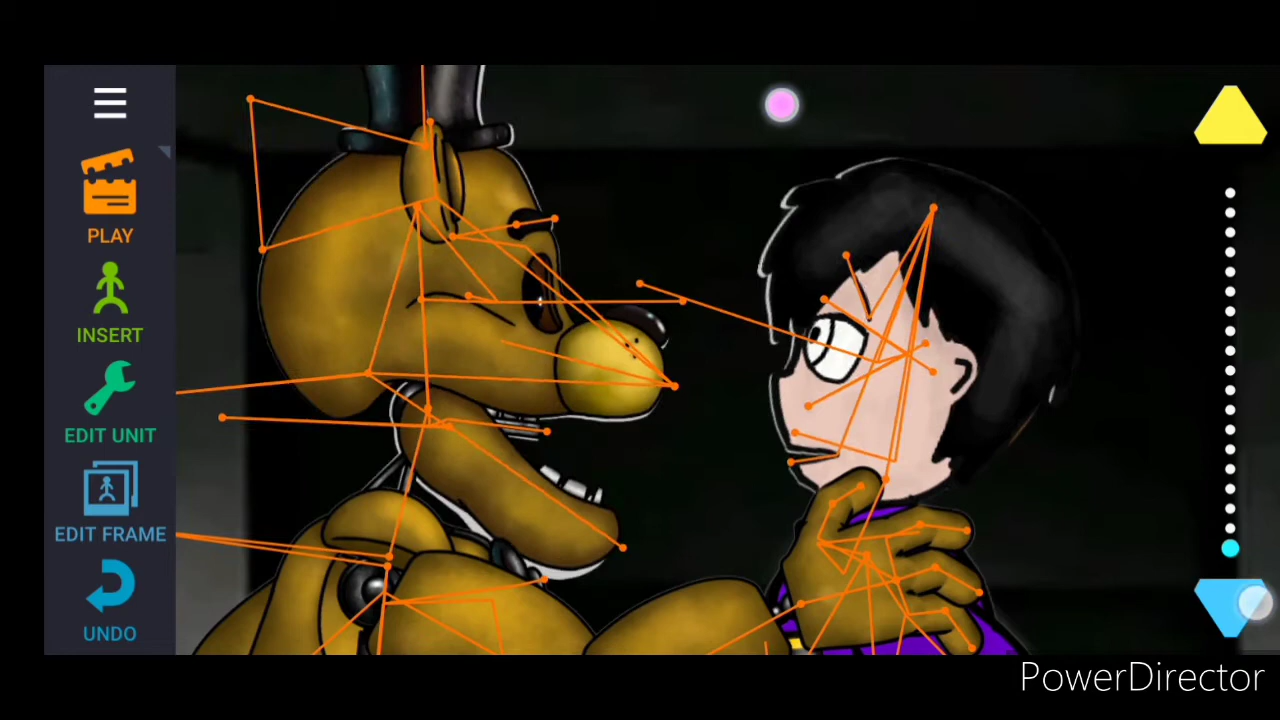 PLAY
INSERT
EDIT UNIT
EDIT FRAME
UNDO
PowerDirector